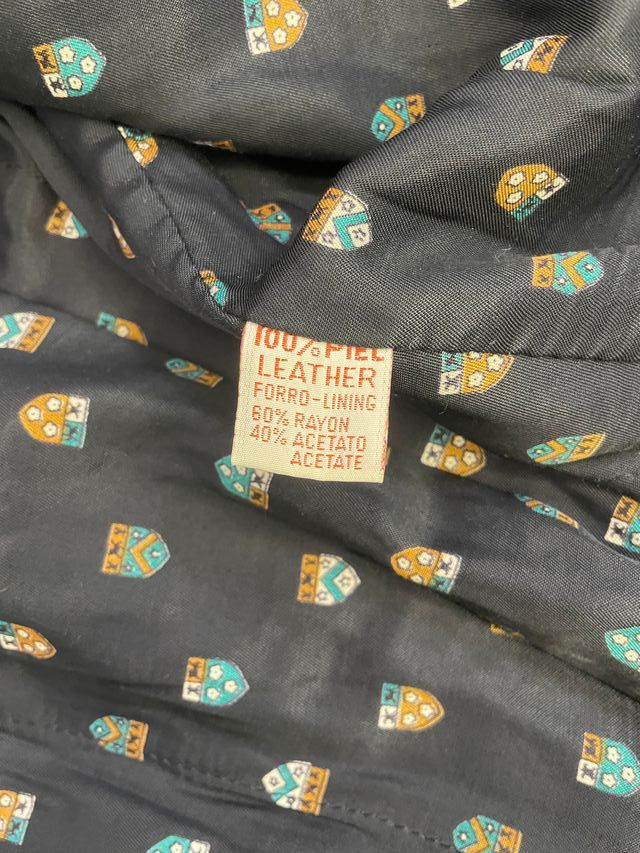 100% PIEL
LEATHER
FORRO-LINING
60% RAYON
40% ACETATO
ACETATE